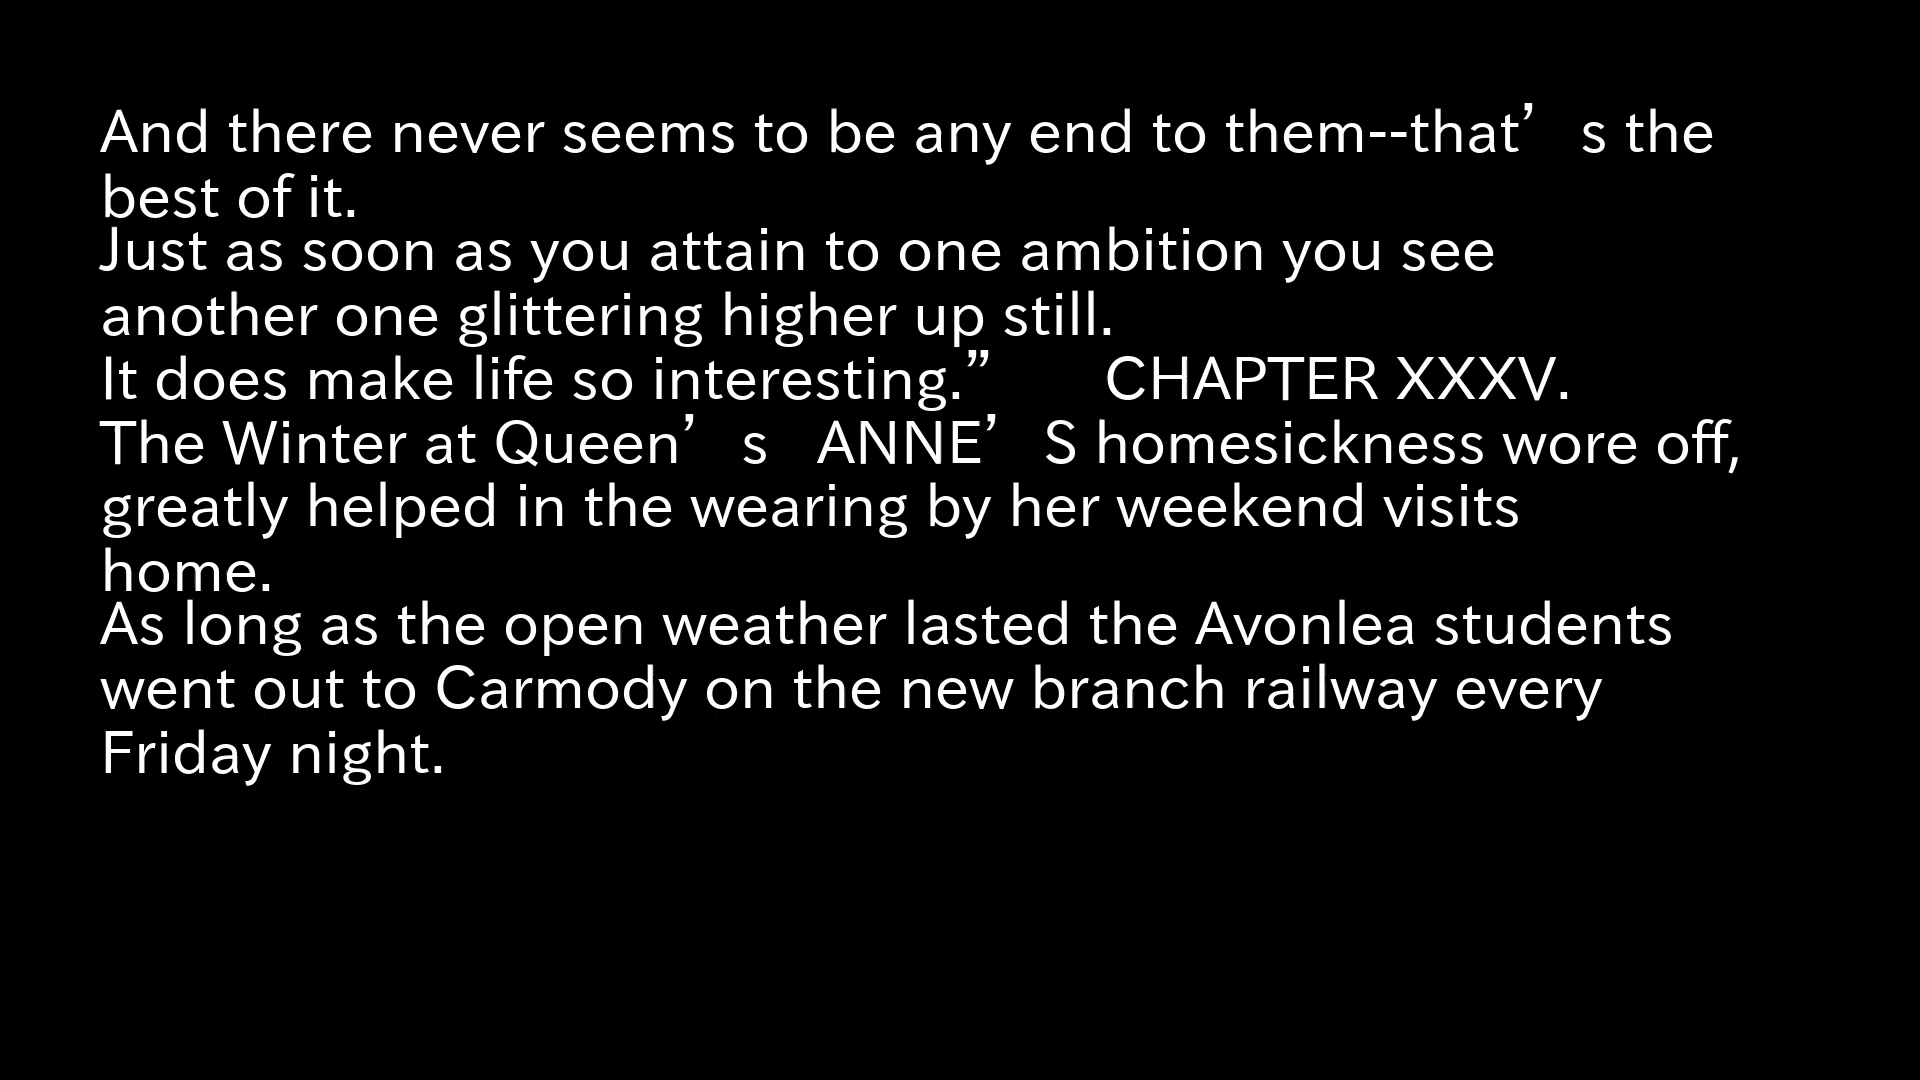 And there never seems to be any end to them--that’s the
best of it.
Just as soon as you attain to one ambition you see
another one glittering higher up still.
It does make life so interesting.” CHAPTER XXXV.
The Winter at Queen’s ANNE’S homesickness wore off,
greatly helped in the wearing by her weekend visits
home.
As long as the open weather lasted the Avonlea students
went out to Carmody on the new branch railway every
Friday night.